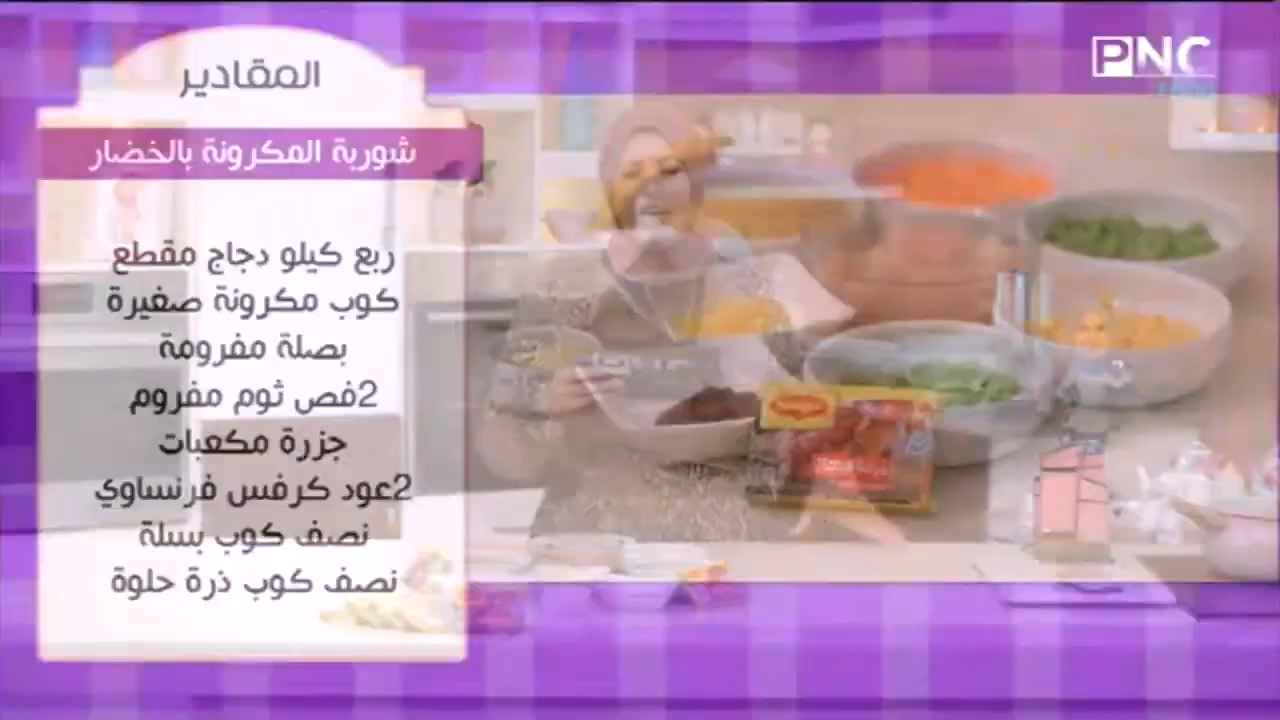 المقادير
شوربة المكرونة بالخضار
ربع كيلو دجاج مقطع
كوب مكرونة صغيرة
بصلة مفرومة
2فص ثوم مفروم
جزرة مكعبات
2عود كرفس فرنساوي
نصف كوب بسلة
نصف كوب ذرة حلوة
PNC